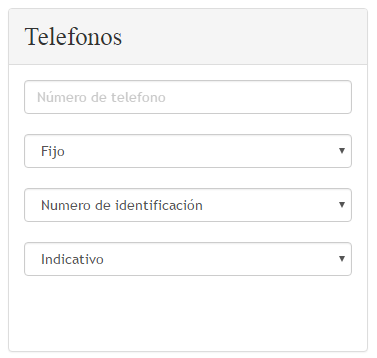 Telefonos
Número de telefono
Fijo
Numero de identificación
Indicativo